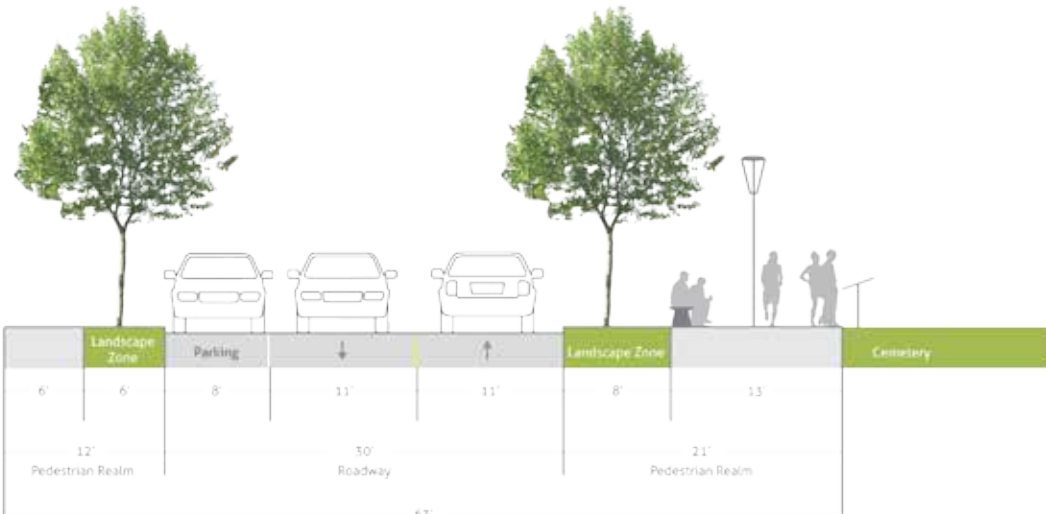 Landscape
Zone
Parking
Landscape Zone
Cemetery
6'
6'
8'
11'
11'
8'
13'
12'
30'
21'
Pedestrian Realm
Roadway
Pedestrian Realm
63'